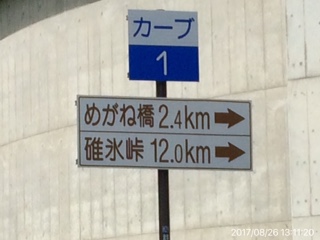 カーブ
1
めがね橋 2.4km →
碓氷峠 12.0km →
2017/08/26 13:11:20